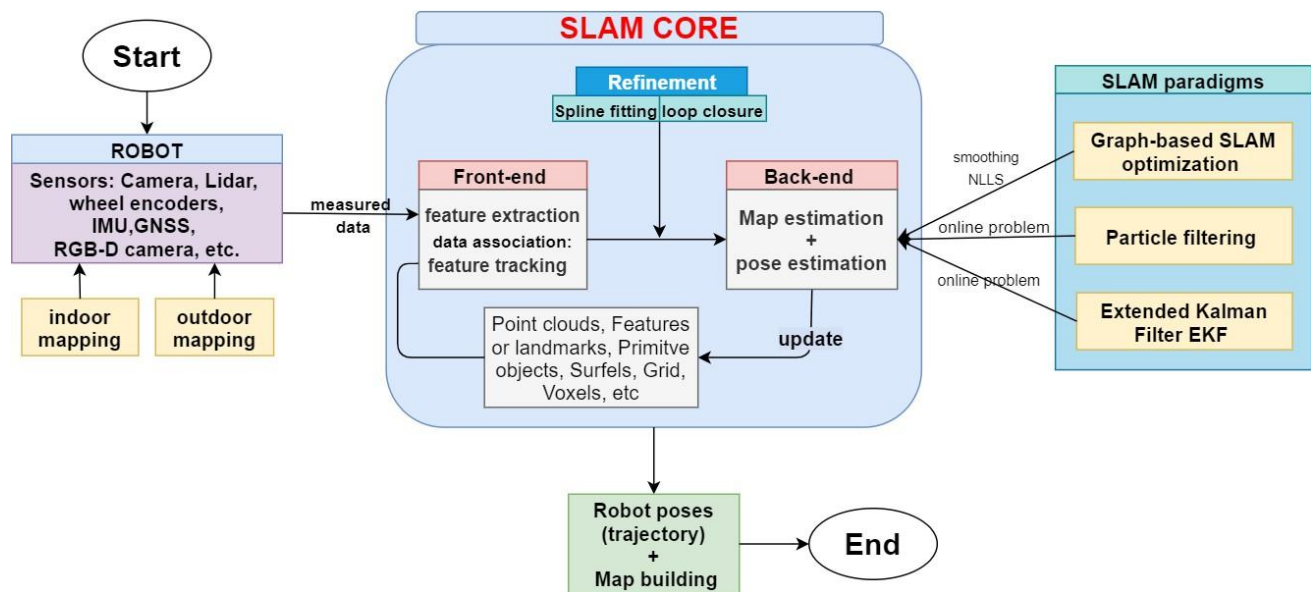 SLAM CORE
Start
Refinement
Spline fitting
loop closure
SLAM paradigms
ROBOT
Sensors: Camera, Lidar,
wheel encoders,
IMU,GNSS,
RGB-D camera, etc.
indoor
mapping
outdoor
mapping
measured
data
Front-end
feature extraction
data association:
feature tracking
Back-end
Map estimation
+
pose estimation
Point clouds, Features
or landmarks, Primitve
objects, Surfels, Grid,
Voxels, etc
update
smoothing
NLLS
online problem
online problem
Graph-based SLAM
optimization
Particle filtering
Extended Kalman
Filter EKF
Robot poses
(trajectory)
+
Map building
End